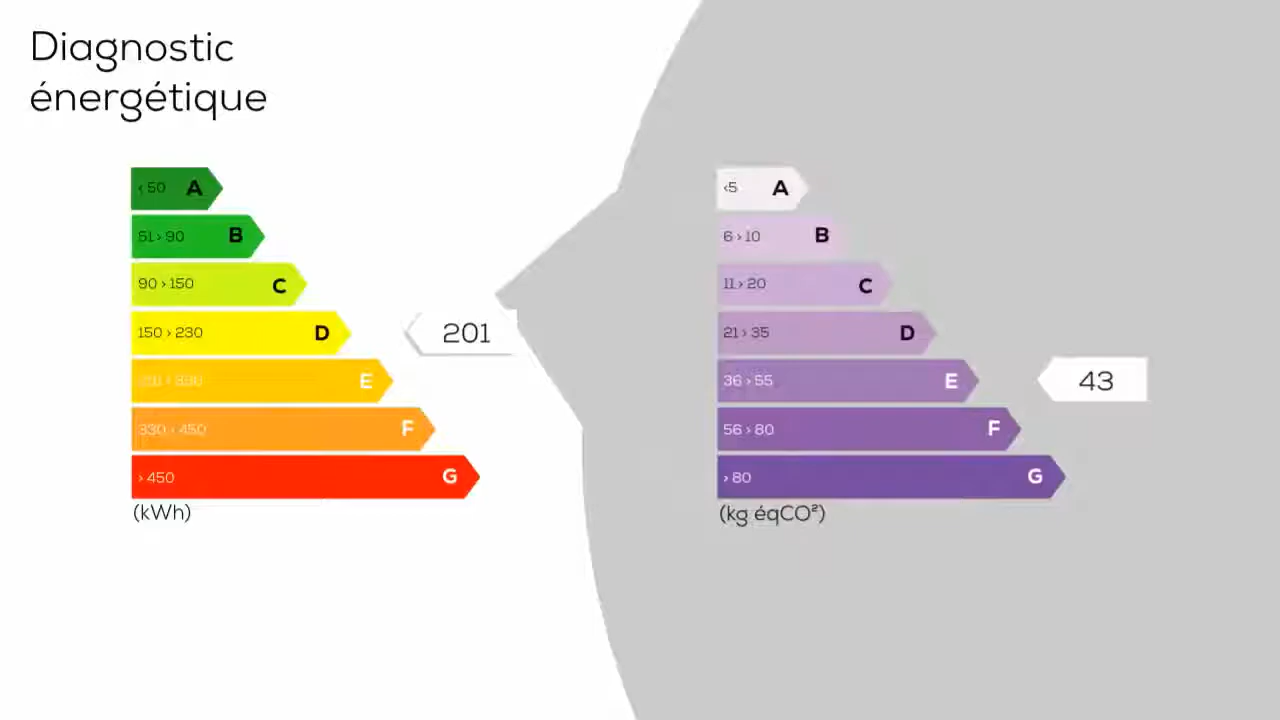 Diagnostic
énergétique
< 50 A
51 > 90 B
90 > 150 C
150 > 230 D
201
E
330 > 450 F
> 450 G
(kWh)
<5 A
6 > 10 B
11 > 20 C
21 > 35 D
36 > 55 E
43
56 > 80 F
> 80 G
(kg éqCO²)